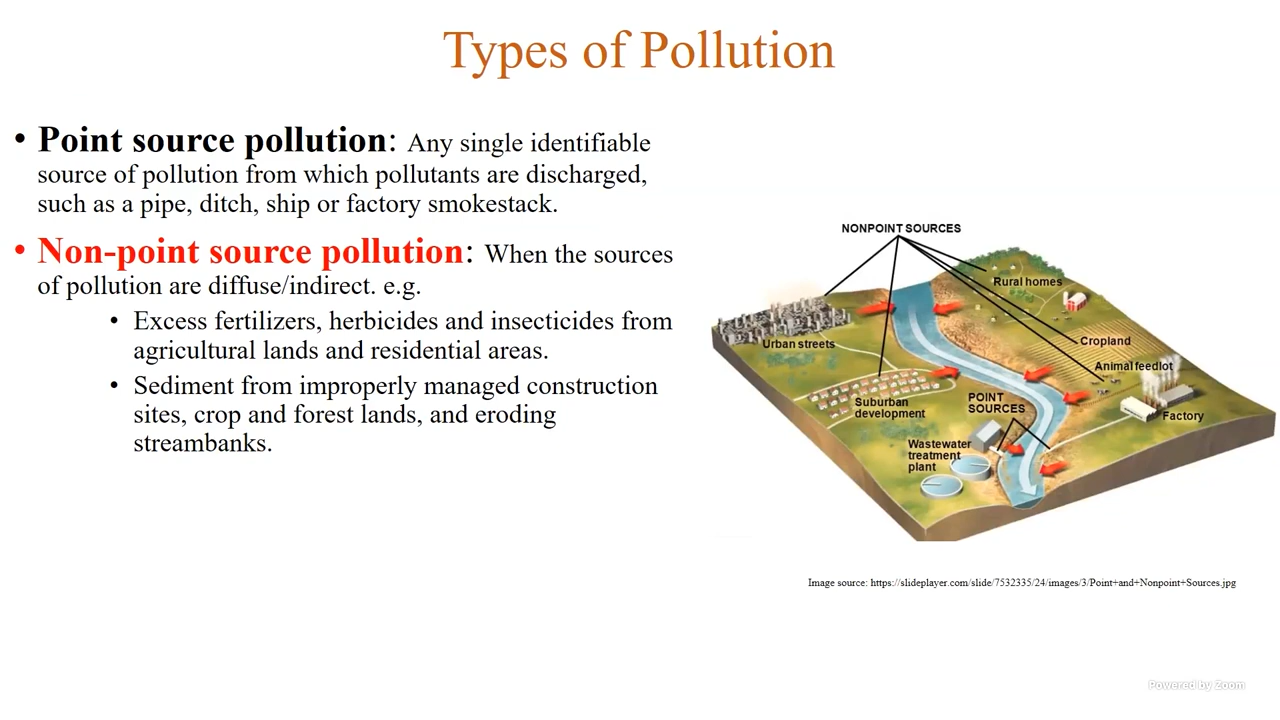 Types of Pollution
• Point source pollution: Any single identifiable
source of pollution from which pollutants are discharged,
such as a pipe, ditch, ship or factory smokestack.
• Non-point source pollution: When the sources
of pollution are diffuse/indirect. e.g.
• Excess fertilizers, herbicides and insecticides from
agricultural lands and residential areas.
• Sediment from improperly managed construction
sites, crop and forest lands, and eroding
streambanks.
NONPOINT SOURCES
Rural homes
Urban streets
Cropland
Animal feedlot
Suburban
development
POINT
SOURCES
Factory
Wastewater
treatment
plant
Image source: https://slideplayer.com/slide/7532335/24/images/3/Point+and+Nonpoint+Sources.jpg
Powered by Zoom